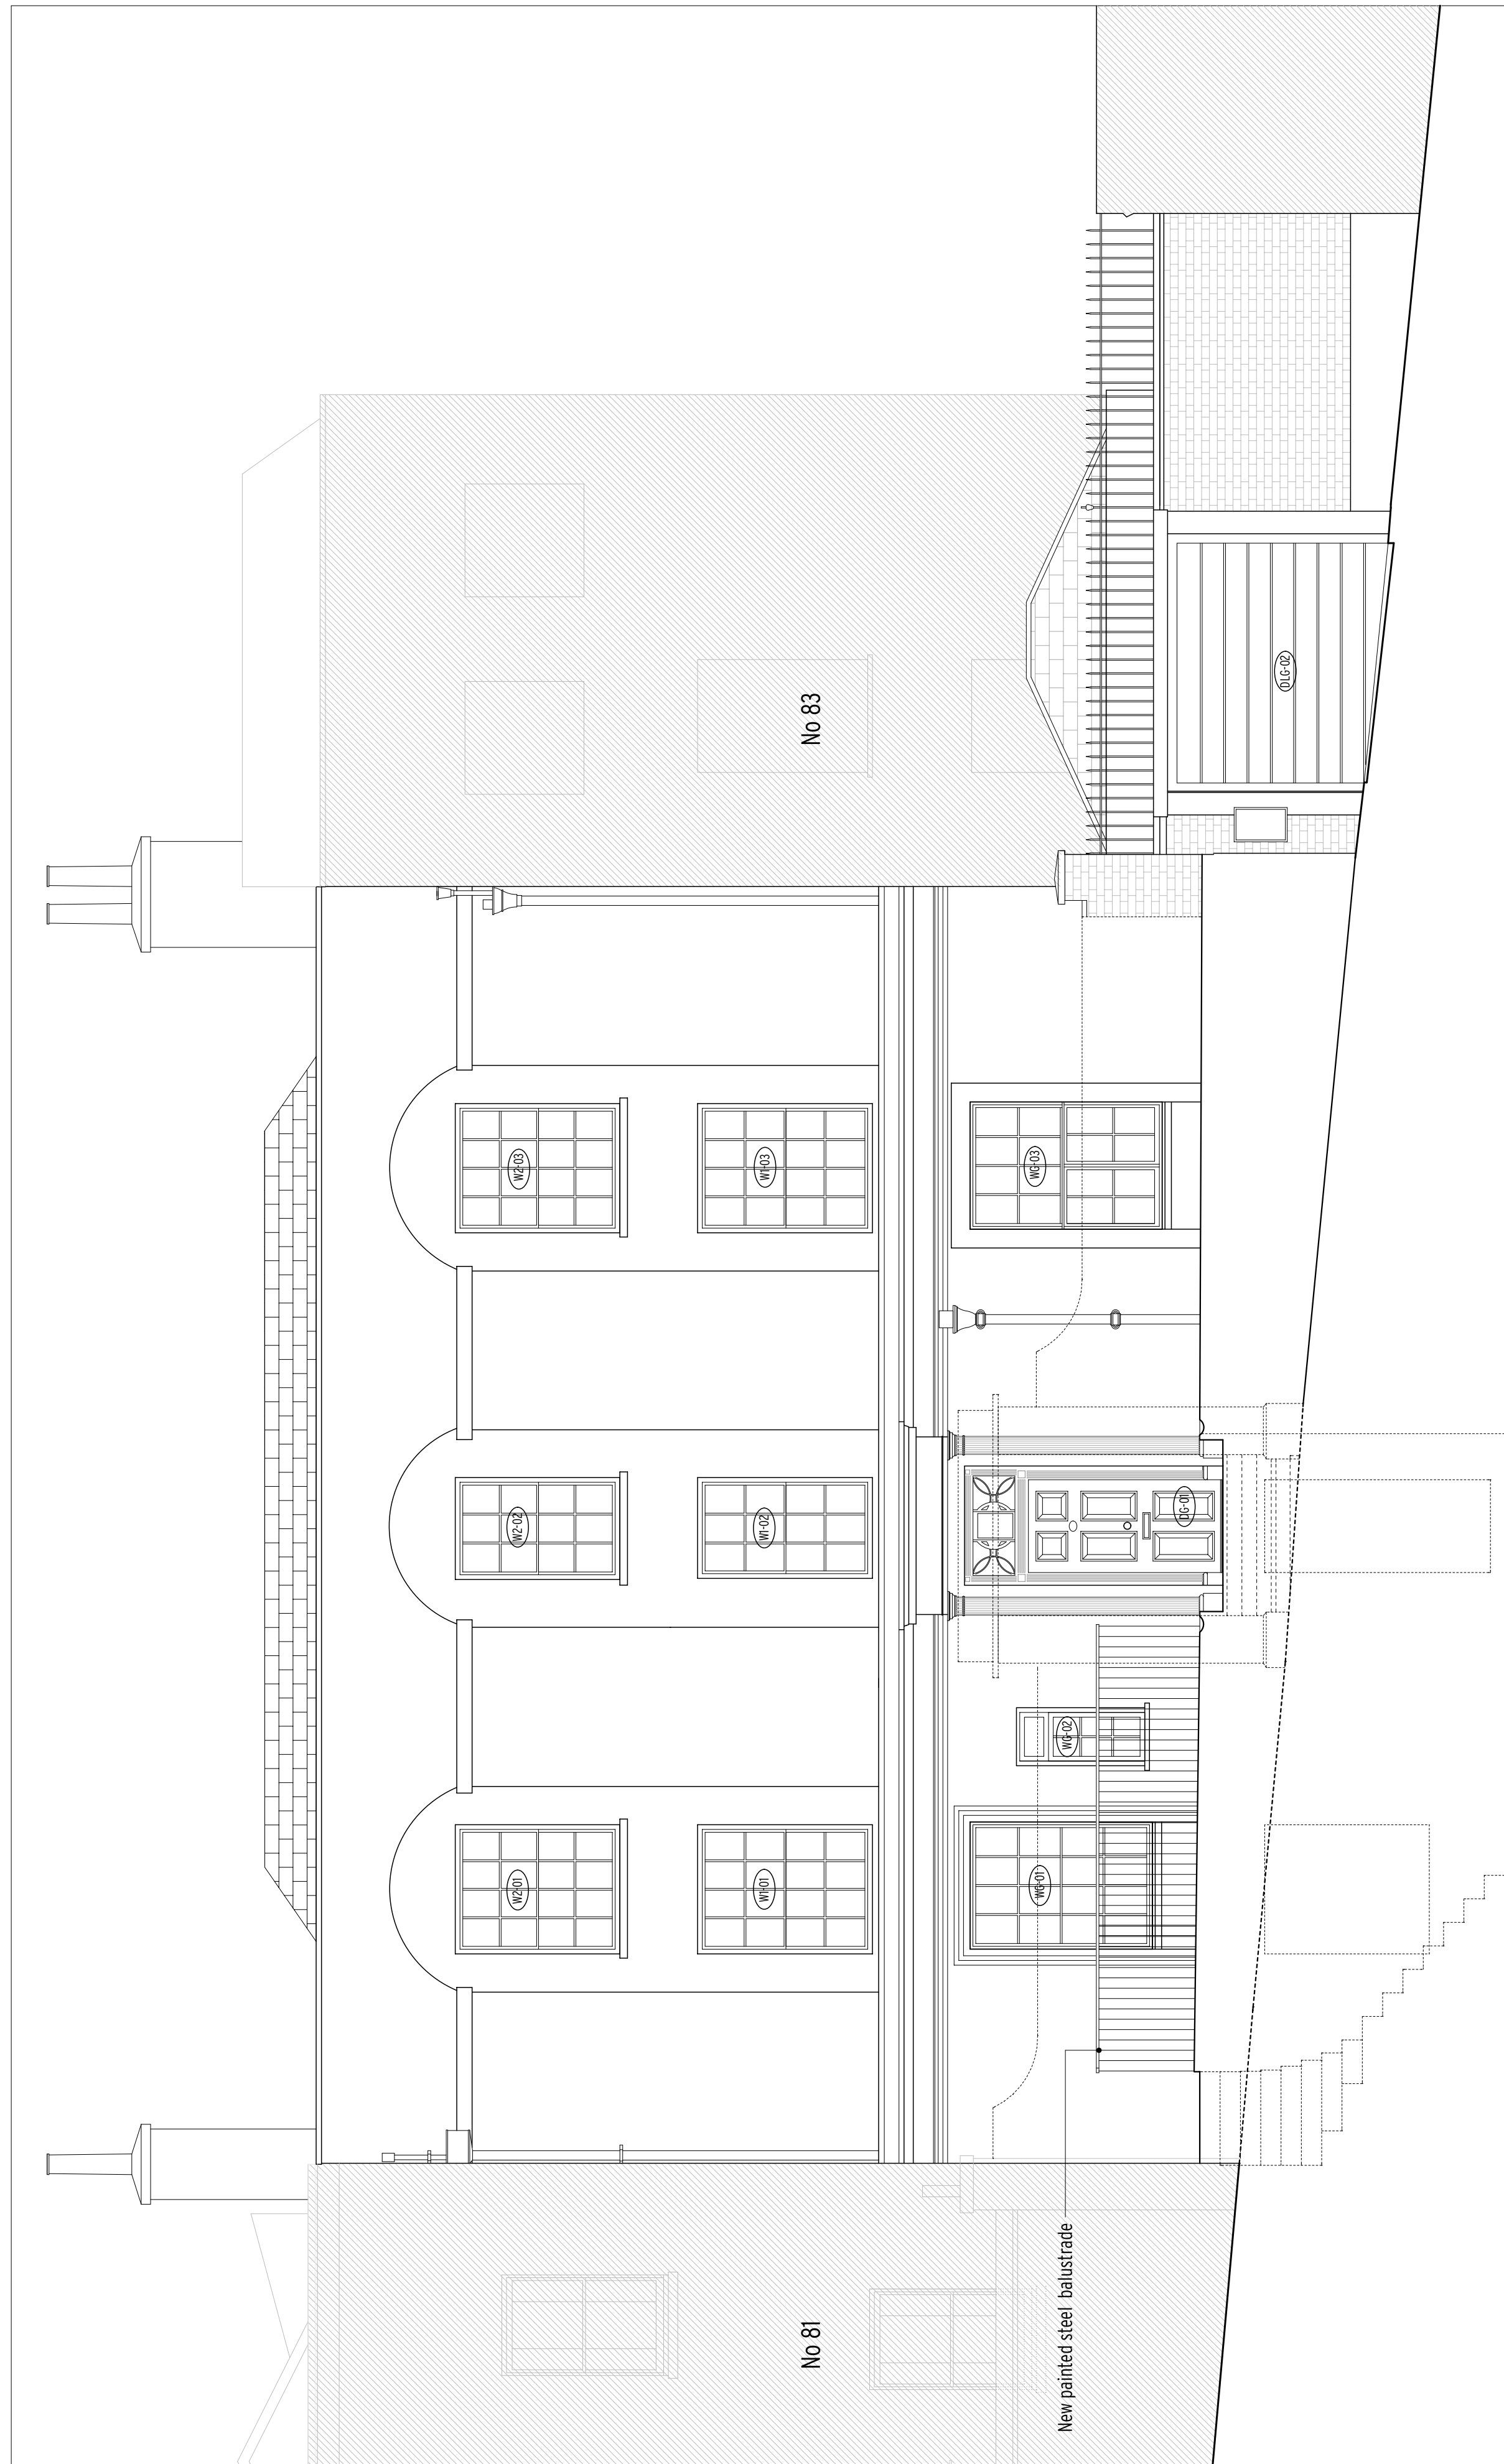 W2-01
W2-02
W2-03
W1-01
W1-02
W1-03
No 81
No 83
WG-01
WG-02
WG-03
New painted steel balustrade
DG-01
DLG-02